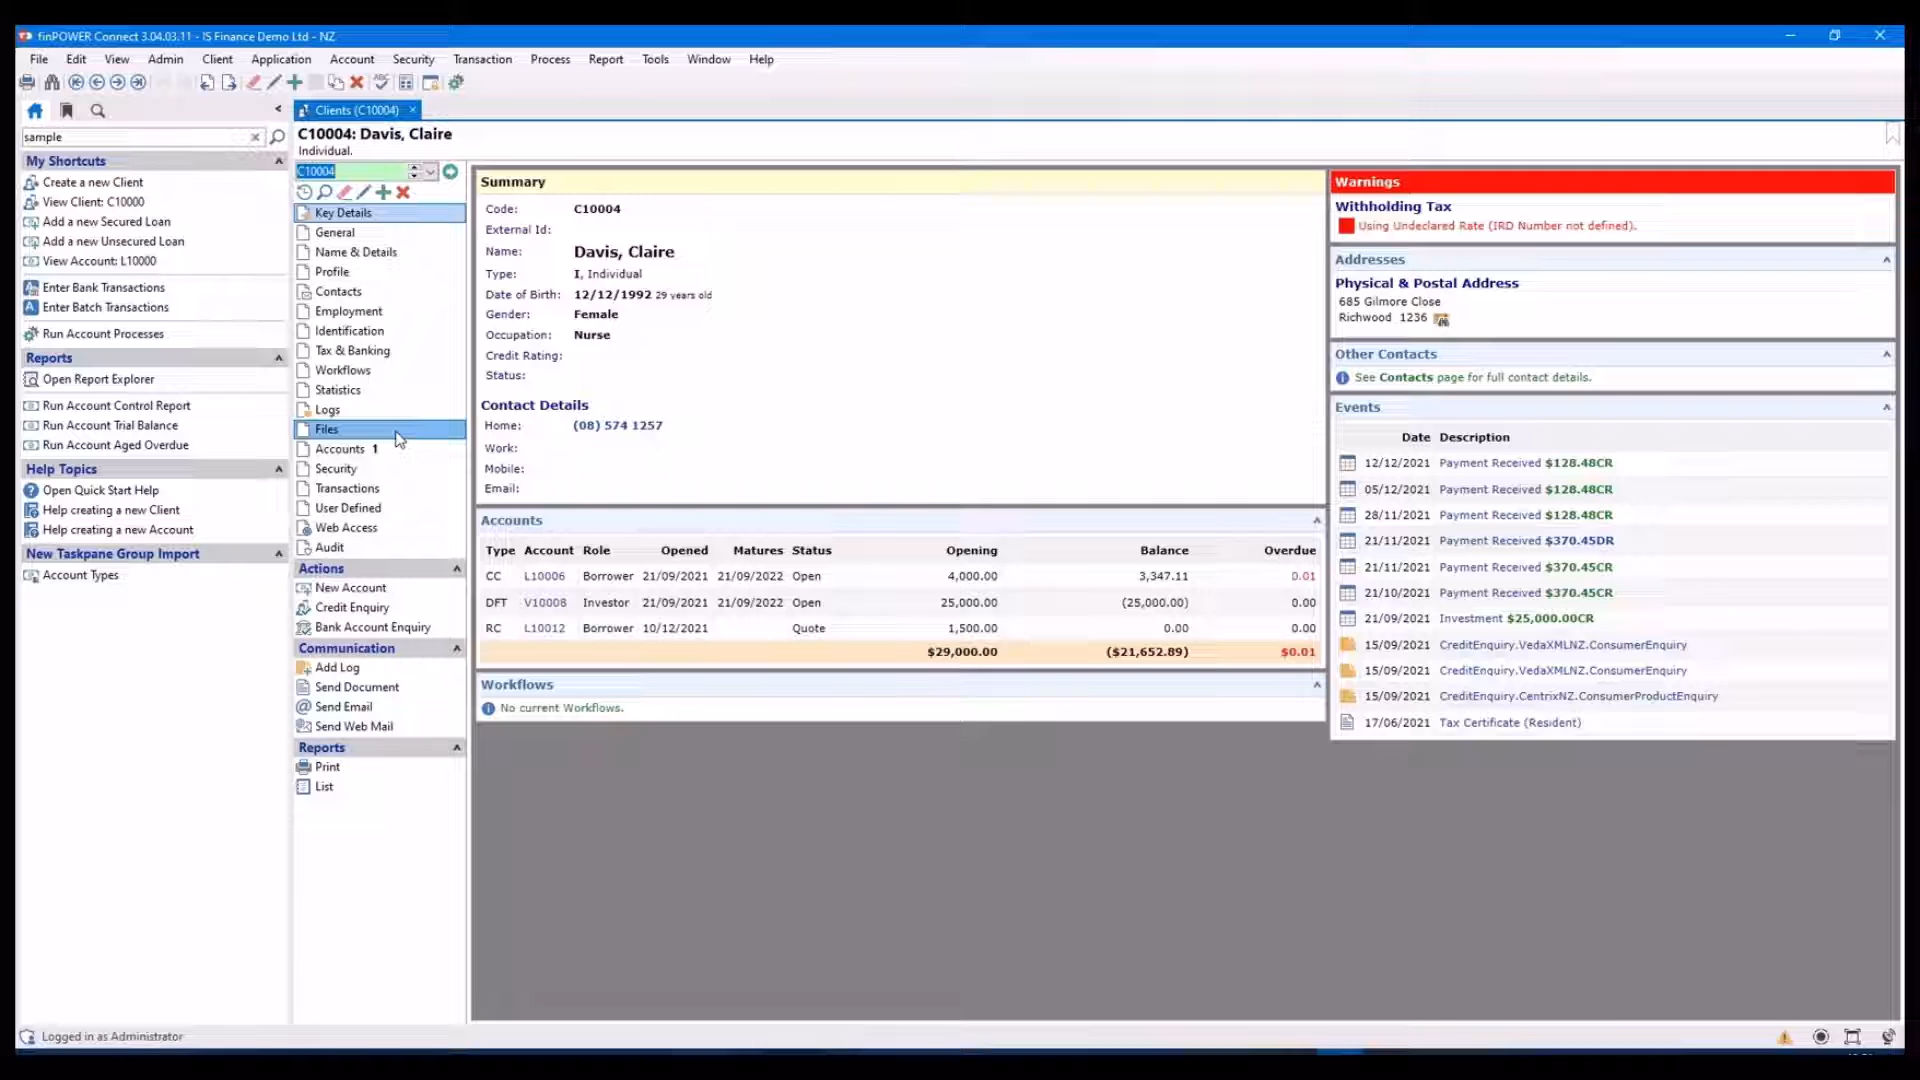 finPOWER Connect 3.04.03.11 - IS Finance Demo Ltd - NZ
File Edit View Admin Client Application Account Security Transaction Process Report Tools Window Help
sample
My Shortcuts
Create a new Client
View Client: C10000
Add a new Secured Loan
Add a new Unsecured Loan
View Account: L10000
Enter Bank Transactions
Enter Batch Transactions
Run Account Processes
Reports
Open Report Explorer
Run Account Control Report
Run Account Trial Balance
Run Account Aged Overdue
Help Topics
Open Quick Start Help
Help creating a new Client
Help creating a new Account
New Taskpane Group Import
Account Types
Clients (C10004)
C10004: Davis, Claire
Individual.
C10004
Key Details
General
Name & Details
Profile
Contacts
Employment
Identification
Tax & Banking
Workflows
Statistics
Logs
Files
Accounts 1
Security
Transactions
User Defined
Web Access
Audit
Actions
New Account
Credit Enquiry
Bank Account Enquiry
Communication
Add Log
Send Document
Send Email
Send Web Mail
Reports
Print
List
Summary
Code: C10004
External Id:
Name: Davis, Claire
Type: I, Individual
Date of Birth: 12/12/1992 29 years old
Gender: Female
Occupation: Nurse
Credit Rating:
Status:
Contact Details
Home: (08) 574 1257
Work:
Mobile:
Email:
Accounts
Type Account Role Opened Matures Status Opening Balance Overdue
CC L10006 Borrower 21/09/2021 21/09/2022 Open 4,000.00 3,347.11 0.01
DFT V10008 Investor 21/09/2021 21/09/2022 Open 25,000.00 (25,000.00) 0.00
RC L10012 Borrower 10/12/2021 Quote 1,500.00 0.00 0.00
$29,000.00 ($21,652.89) $0.01
Workflows
No current Workflows.
Warnings
Withholding Tax
Using Undeclared Rate (IRD Number not defined).
Addresses
Physical & Postal Address
685 Gilmore Close
Richwood 1236
Other Contacts
See Contacts page for full contact details.
Events
Date Description
12/12/2021 Payment Received $128.48CR
05/12/2021 Payment Received $128.48CR
28/11/2021 Payment Received $128.48CR
21/11/2021 Payment Received $370.45DR
21/11/2021 Payment Received $370.45CR
21/10/2021 Payment Received $370.45CR
21/09/2021 Investment $25,000.00CR
15/09/2021 CreditEnquiry.VedaXMLNZ.ConsumerEnquiry
15/09/2021 CreditEnquiry.VedaXMLNZ.ConsumerEnquiry
15/09/2021 CreditEnquiry.CentrixNZ.ConsumerProductEnquiry
17/06/2021 Tax Certificate (Resident)
Logged in as Administrator